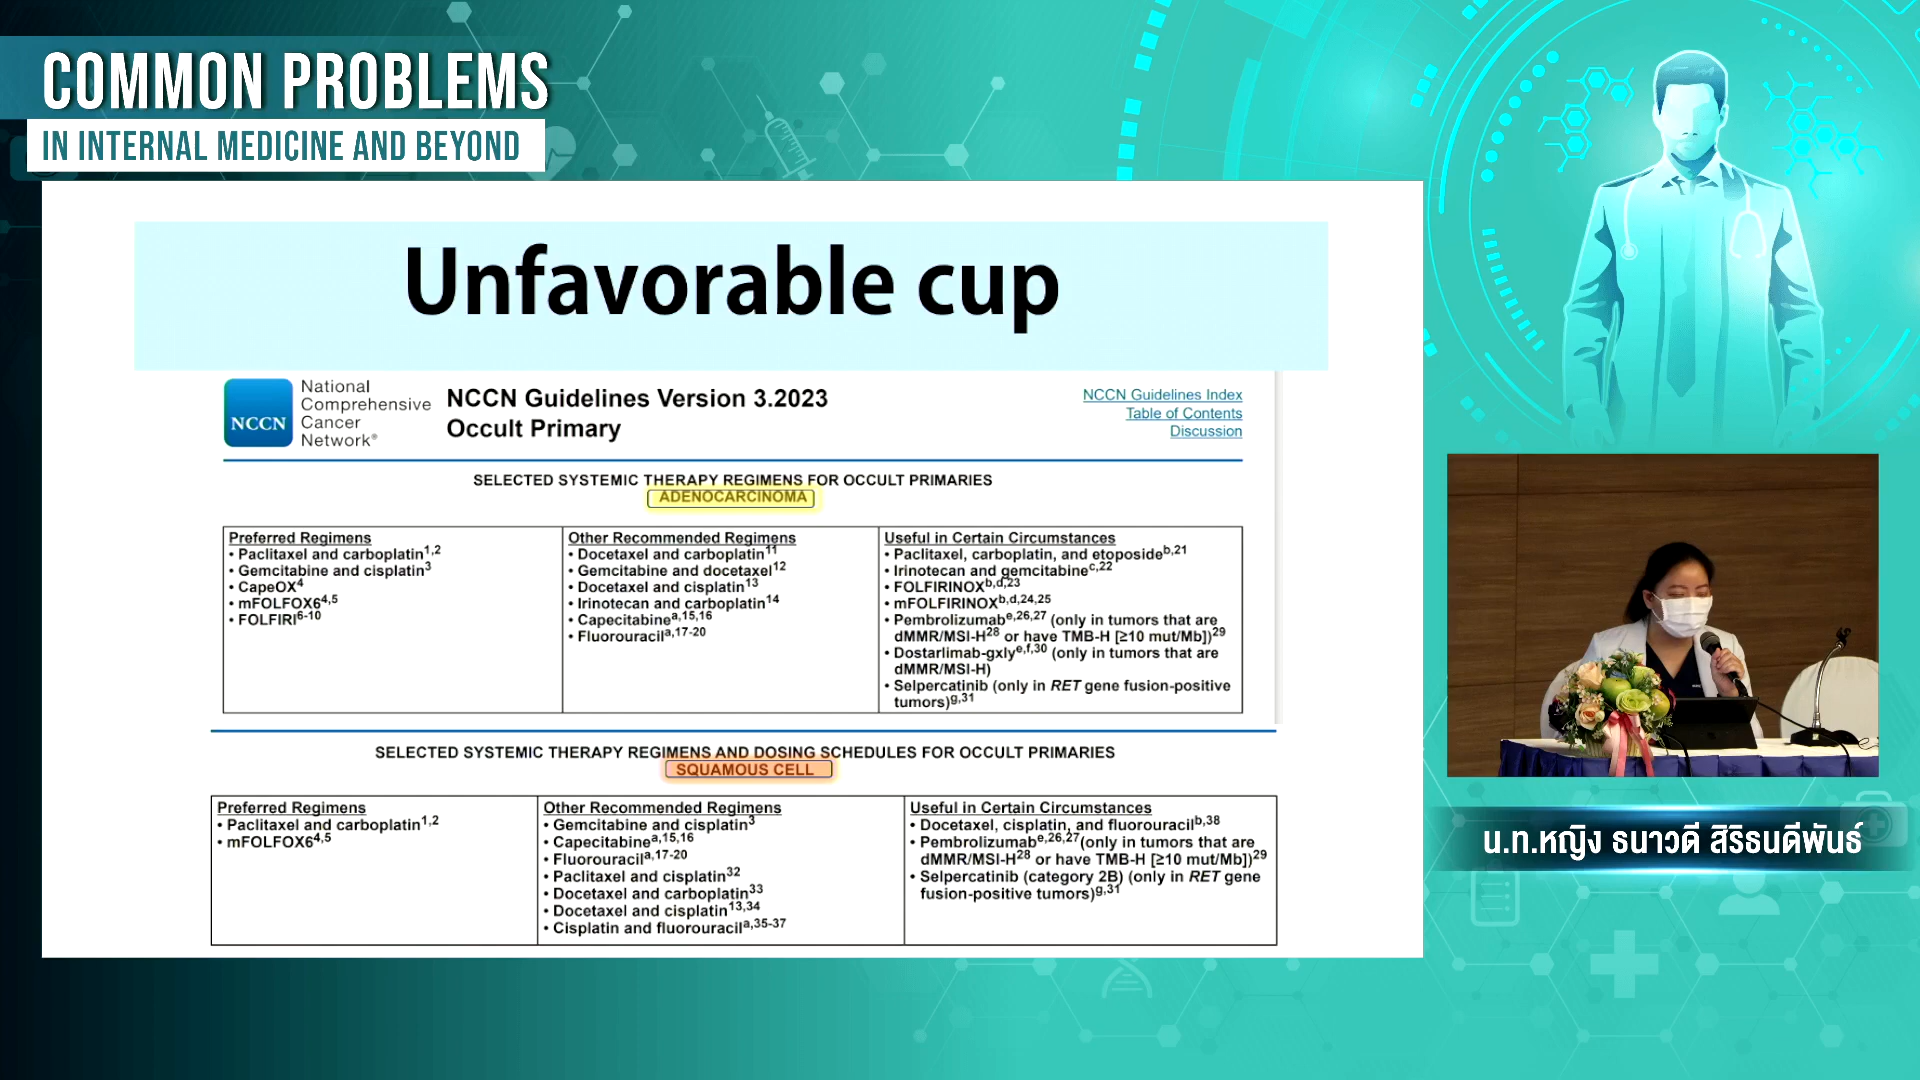 COMMON PROBLEMS
IN INTERNAL MEDICINE AND BEYOND
Unfavorable cup
NCCN
National
Comprehensive
Cancer
Network®
NCCN Guidelines Version 3.2023
Occult Primary
NCCN Guidelines Index
Table of Contents
Discussion
SELECTED SYSTEMIC THERAPY REGIMENS FOR OCCULT PRIMARIES
ADENOCARCINOMA
Preferred Regimens
• Paclitaxel and carboplatin1,2
• Gemcitabine and cisplatin3
• CapeOX4
• mFOLFOX64,5
• FOLFIRI6-10
Other Recommended Regimens
• Docetaxel and carboplatin11
• Gemcitabine and docetaxel12
• Docetaxel and cisplatin13
• Irinotecan and carboplatin14
• Capecitabinea,15,16
• Fluorouracila,17-20
Useful in Certain Circumstances
• Paclitaxel, carboplatin, and etoposideb,21
• Irinotecan and gemcitabinec,22
• FOLFIRINOXb,d,23
• mFOLFIRINOXb,d,24,25
• Pembrolizumabe,26,27 (only in tumors that are
dMMR/MSI-H28 or have TMB-H [≥10 mut/Mb])29
• Dostarlimab-gxlye,f,30 (only in tumors that are
dMMR/MSI-H)
• Selpercatinib (only in RET gene fusion-positive
tumors)g,31
SELECTED SYSTEMIC THERAPY REGIMENS AND DOSING SCHEDULES FOR OCCULT PRIMARIES
SQUAMOUS CELL
Preferred Regimens
• Paclitaxel and carboplatin1,2
• mFOLFOX64,5
Other Recommended Regimens
• Gemcitabine and cisplatin3
• Capecitabinea,15,16
• Fluorouracila,17-20
• Paclitaxel and cisplatin32
• Docetaxel and carboplatin33
• Docetaxel and cisplatin13,34
• Cisplatin and fluorouracila,35-37
Useful in Certain Circumstances
• Docetaxel, cisplatin, and fluorouracilb,38
• Pembrolizumabe,26,27(only in tumors that are
dMMR/MSI-H28 or have TMB-H [≥10 mut/Mb])29
• Selpercatinib (category 2B) (only in RET gene
fusion-positive tumors)g,31
น.ท.หญิง ธนาวดี สิริธนดีพันธ์